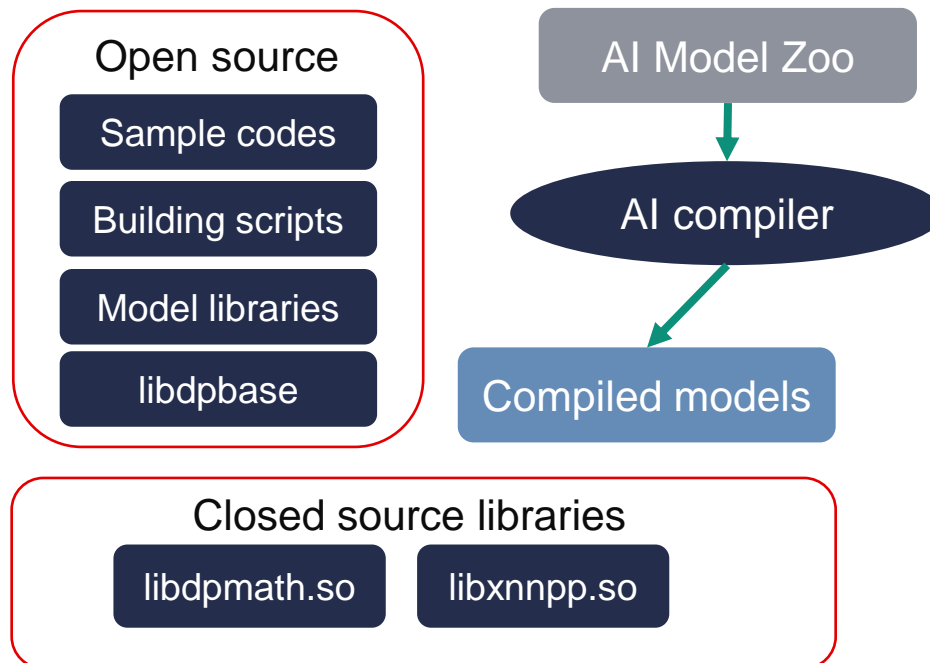 Open source
Sample codes
Building scripts
Model libraries
libdpbase
AI Model Zoo
AI compiler
Compiled models
Closed source libraries
libdpmath.so
libxnnpp.so